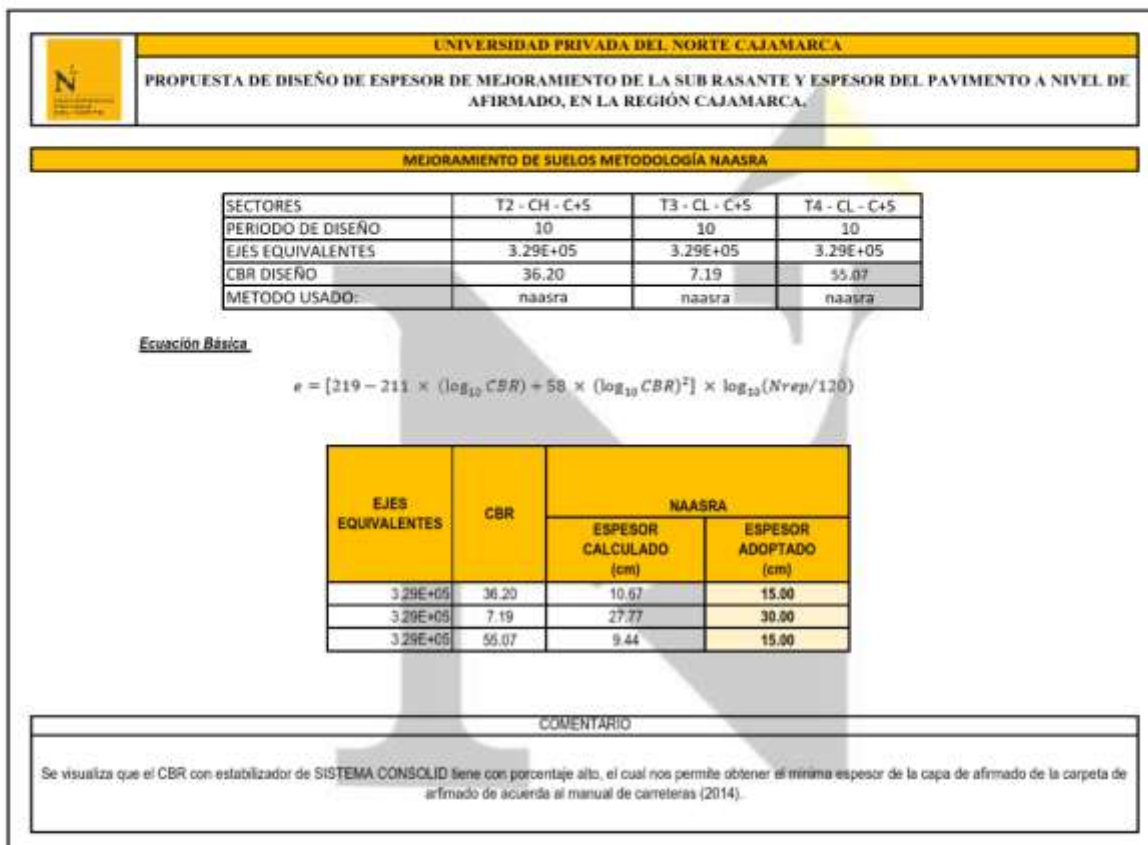 UNIVERSIDAD PRIVADA DEL NORTE CAJAMARCA
PROPUESTA DE DISEÑO DE ESPESOR DE MEJORAMIENTO DE LA SUB RASANTE Y ESPESOR DEL PAVIMENTO A NIVEL DE
AFIRMADO, EN LA REGIÓN CAJAMARCA.
MEJORAMIENTO DE SUELOS METODOLOGÍA NAASRA
SECTORES T2 - CH - C+S T3 - CL - C+S T4 - CL - C+S
PERIODO DE DISEÑO 10 10 10
EJES EQUIVALENTES 3.29E+05 3.29E+05 3.29E+05
CBR DISEÑO 36.20 7.19 55.07
METODO USADO: naasra naasra naasra
Ecuación Básica
e = [219 − 211 × (log₁₀ CBR) + 58 × (log₁₀ CBR)²] × log₁₀(Nrep/120)
EJES EQUIVALENTES CBR NAASRA
ESPESOR CALCULADO (cm) ESPESOR ADOPTADO (cm)
3.29E+05 36.20 10.67 15.00
3.29E+05 7.19 27.77 30.00
3.29E+05 55.07 9.44 15.00
COMENTARIO
Se visualiza que el CBR con estabilizador de SISTEMA CONSOLID tiene con porcentaje alto, el cual nos permite obtener el mínima espesor de la capa de afirmado de la carpeta de
arfimado de acuerda al manual de carreteras (2014).